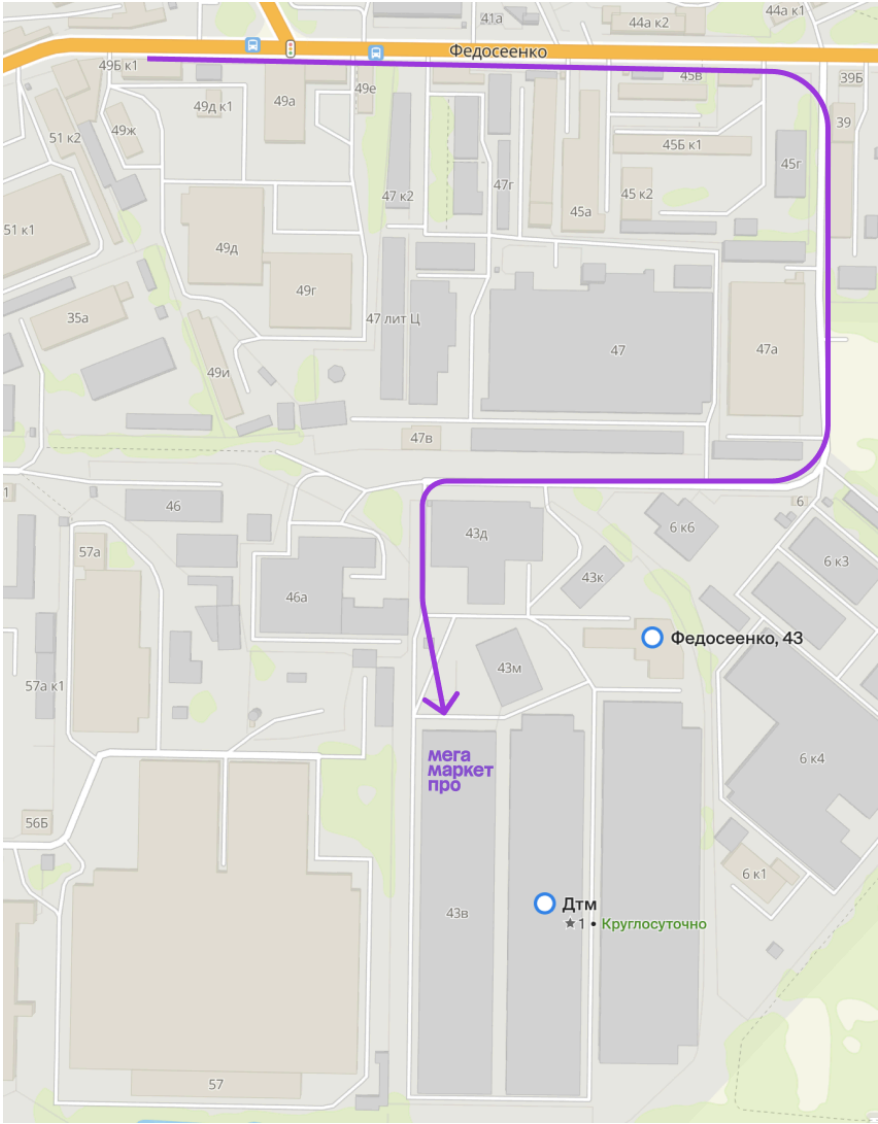 41а
44а к2
44а к1
Федосеенко
49Б к1
45в
39Б
49д к1
49а
49е
51 к2
49ж
39
45Б к1
45г
47г
47 к2
45 к2
45а
51 к1
49д
49г
35а
47 лит Ц
47
47а
49и
47в
46
6
43д
6 к6
57а
6 к3
43к
46а
Федосеенко, 43
43м
57а к1
мега
маркет
про
6 к4
56Б
6 к1
Дтм
43в
★1 • Круглосуточно
57